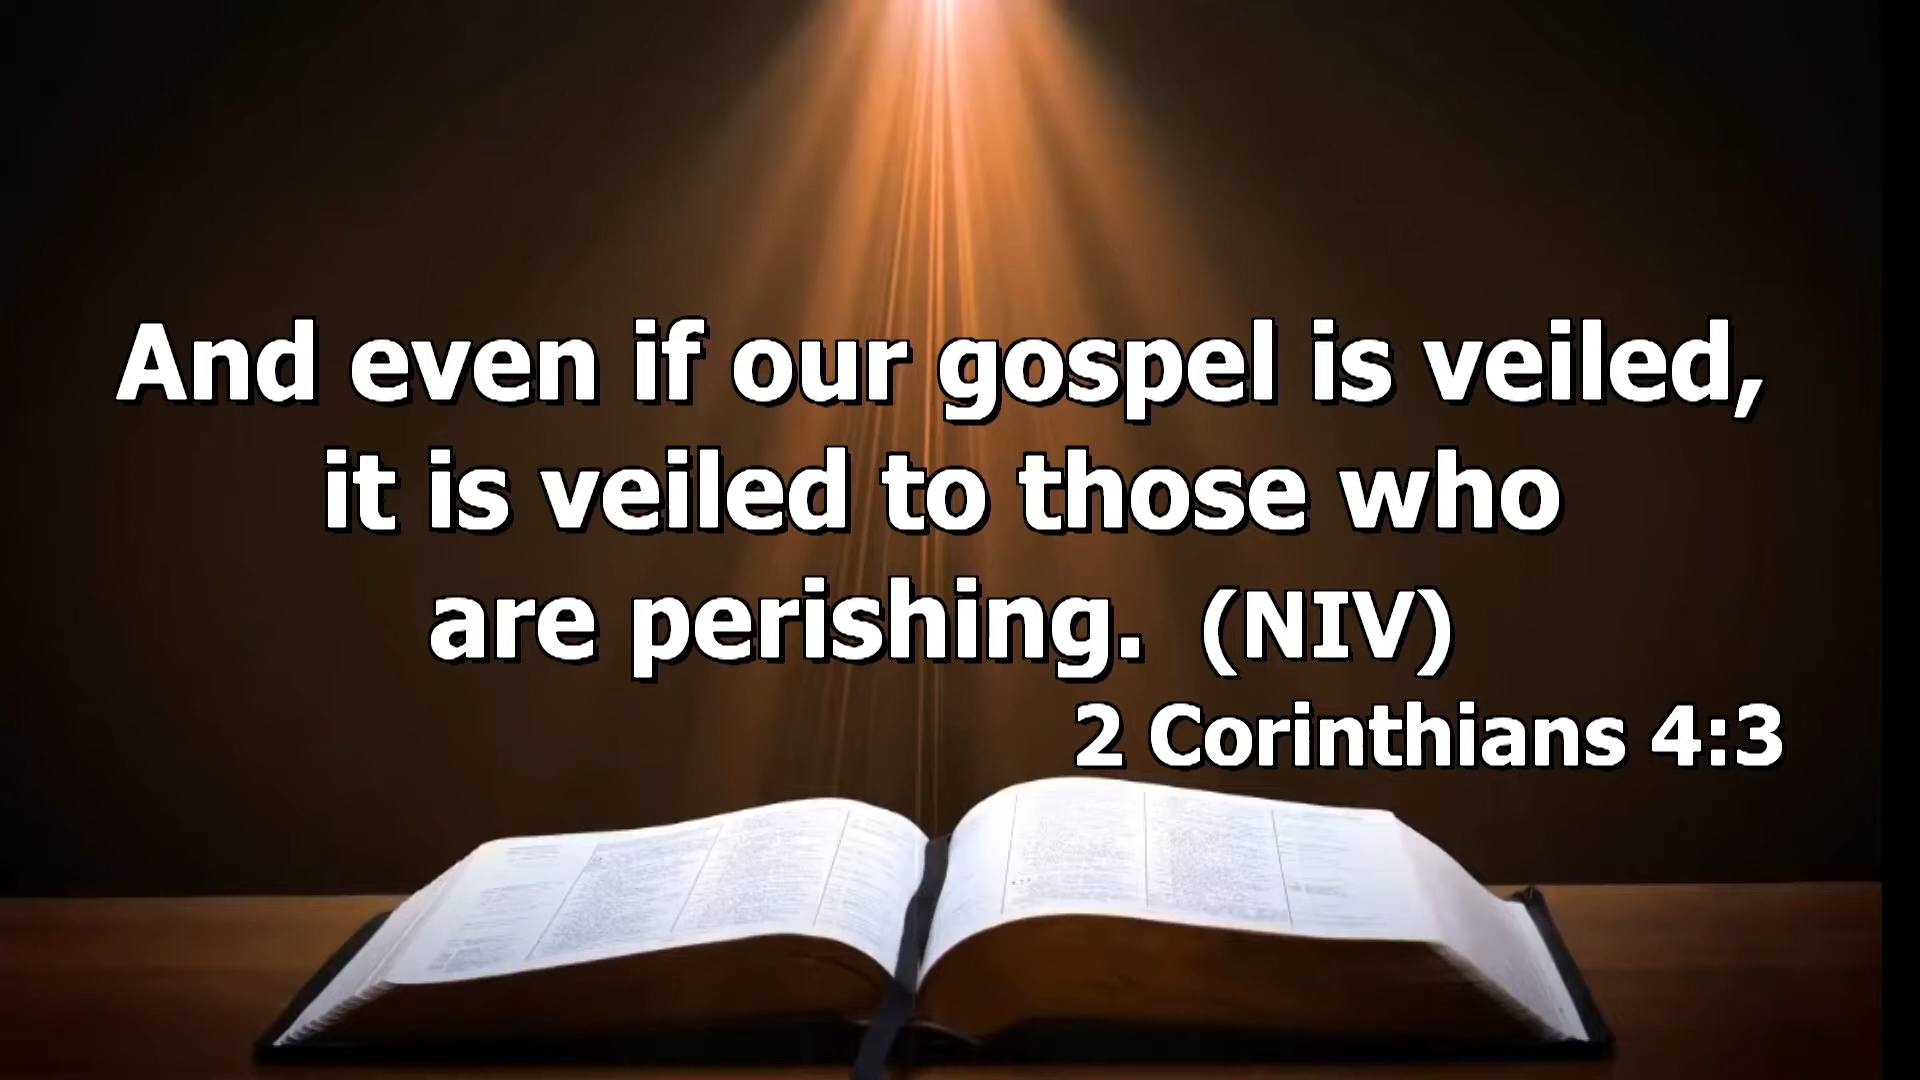 And even if our gospel is veiled,
it is veiled to those who
are perishing. (NIV)
2 Corinthians 4:3